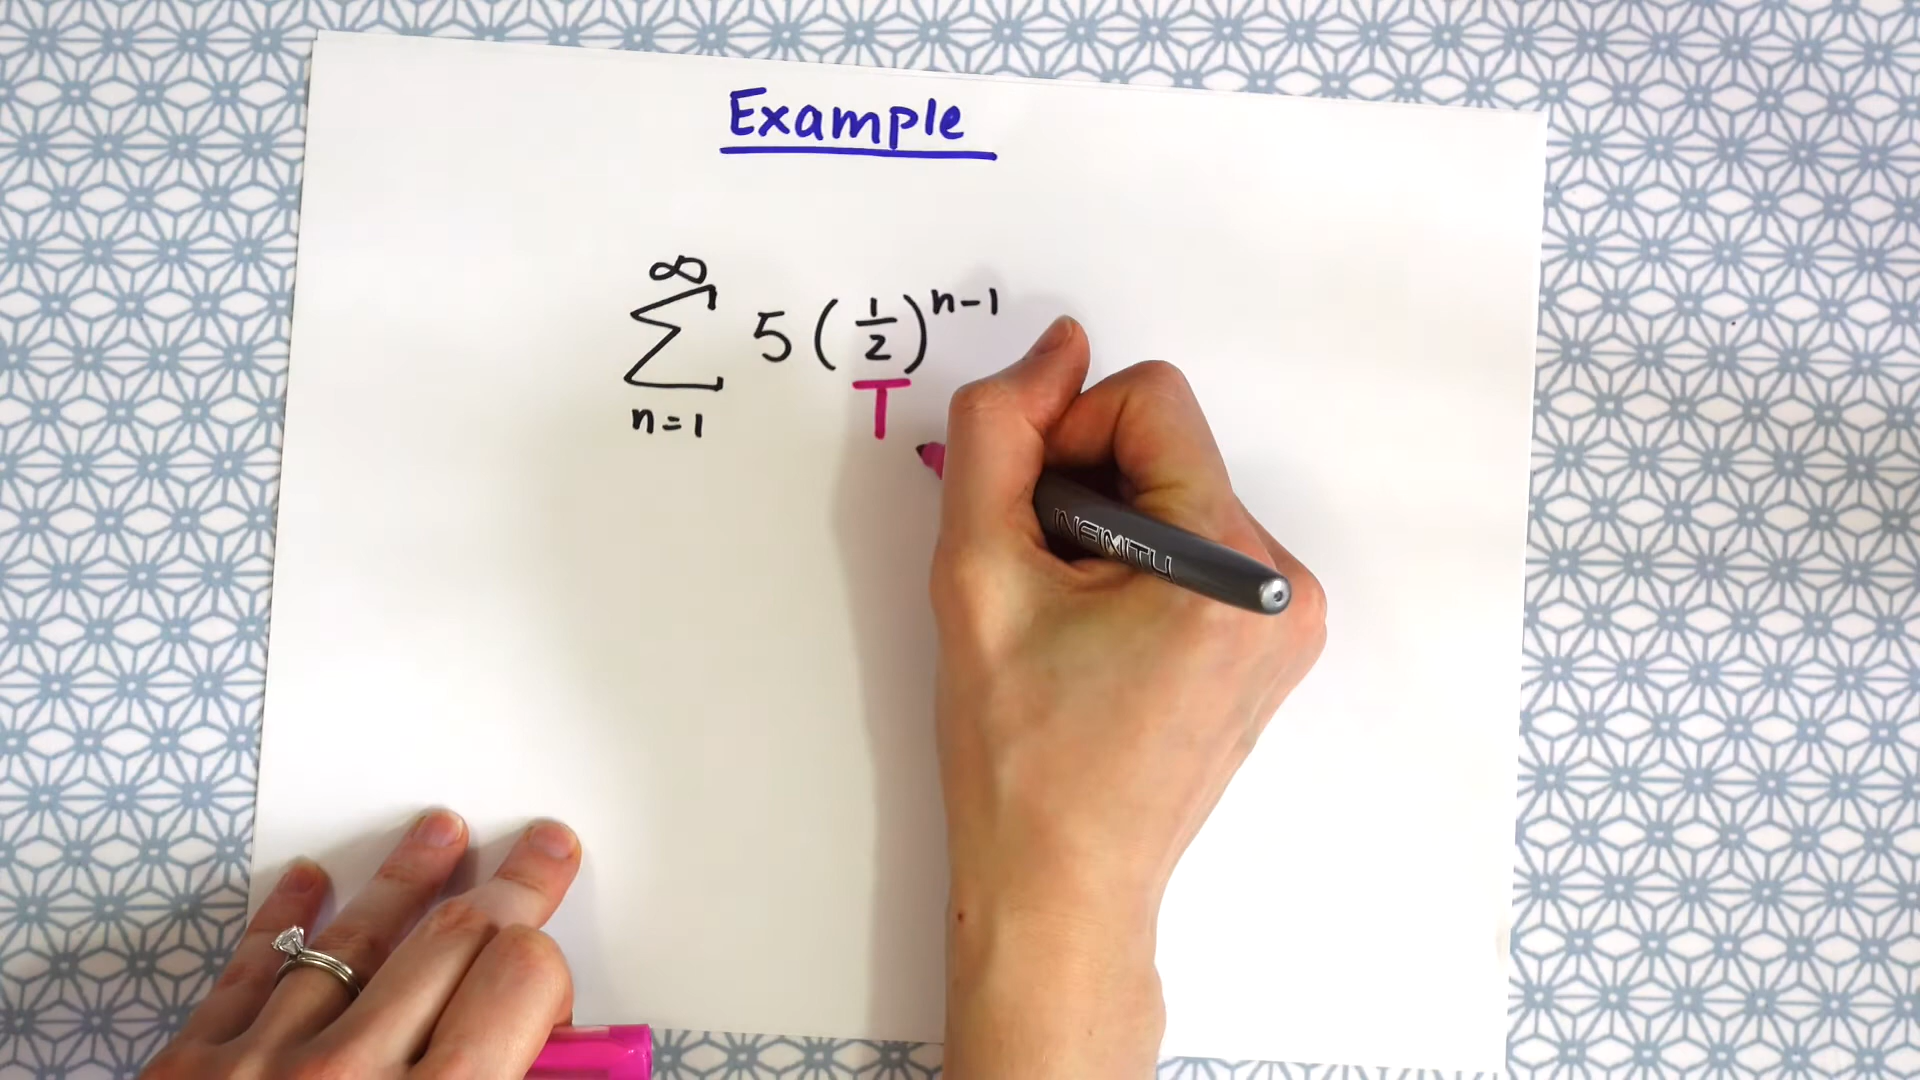 Example
∞
∑ 5 (1/2)^n-1
n=1
INFINITY